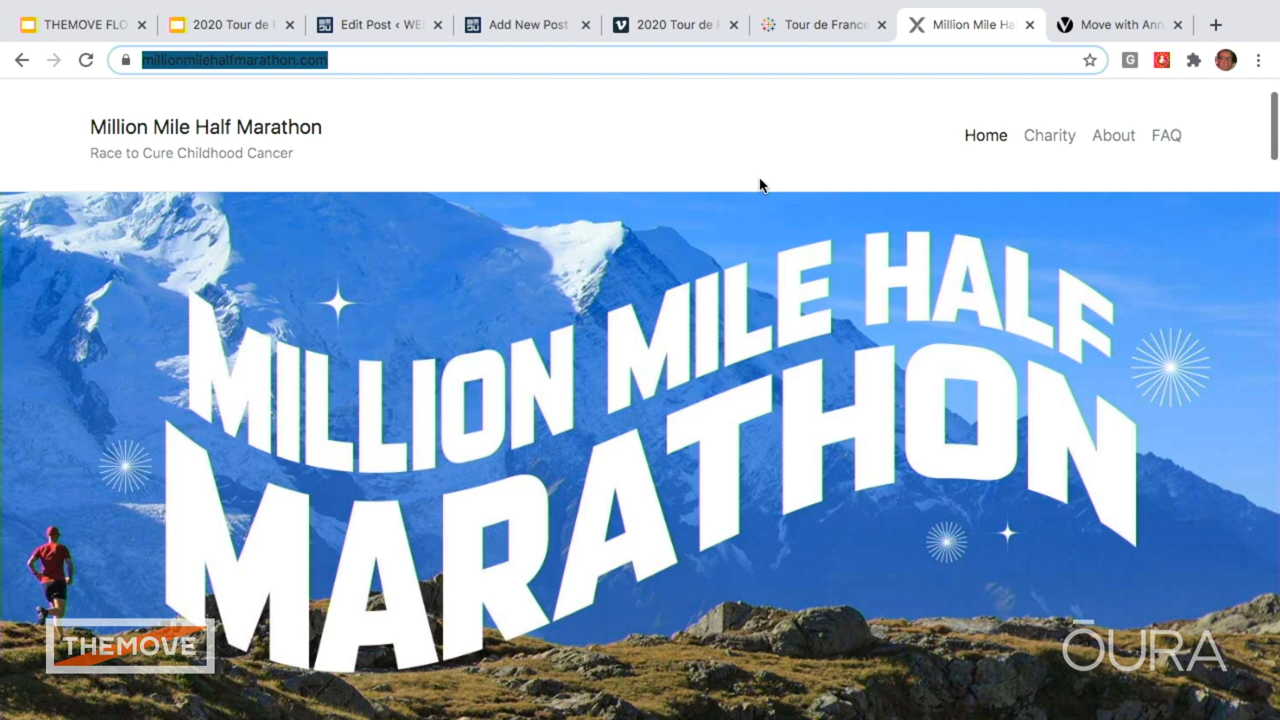 THEMOVE FLO
2020 Tour de F
Edit Post ‹ WE
Add New Post
2020 Tour de F
Tour de France
Million Mile Ha
Move with Ann
millionmilehalfmarathon.com
Million Mile Half Marathon
Race to Cure Childhood Cancer
Home Charity About FAQ
MILLION MILE HALF
MARATHON
THEMOVE
ŌURA